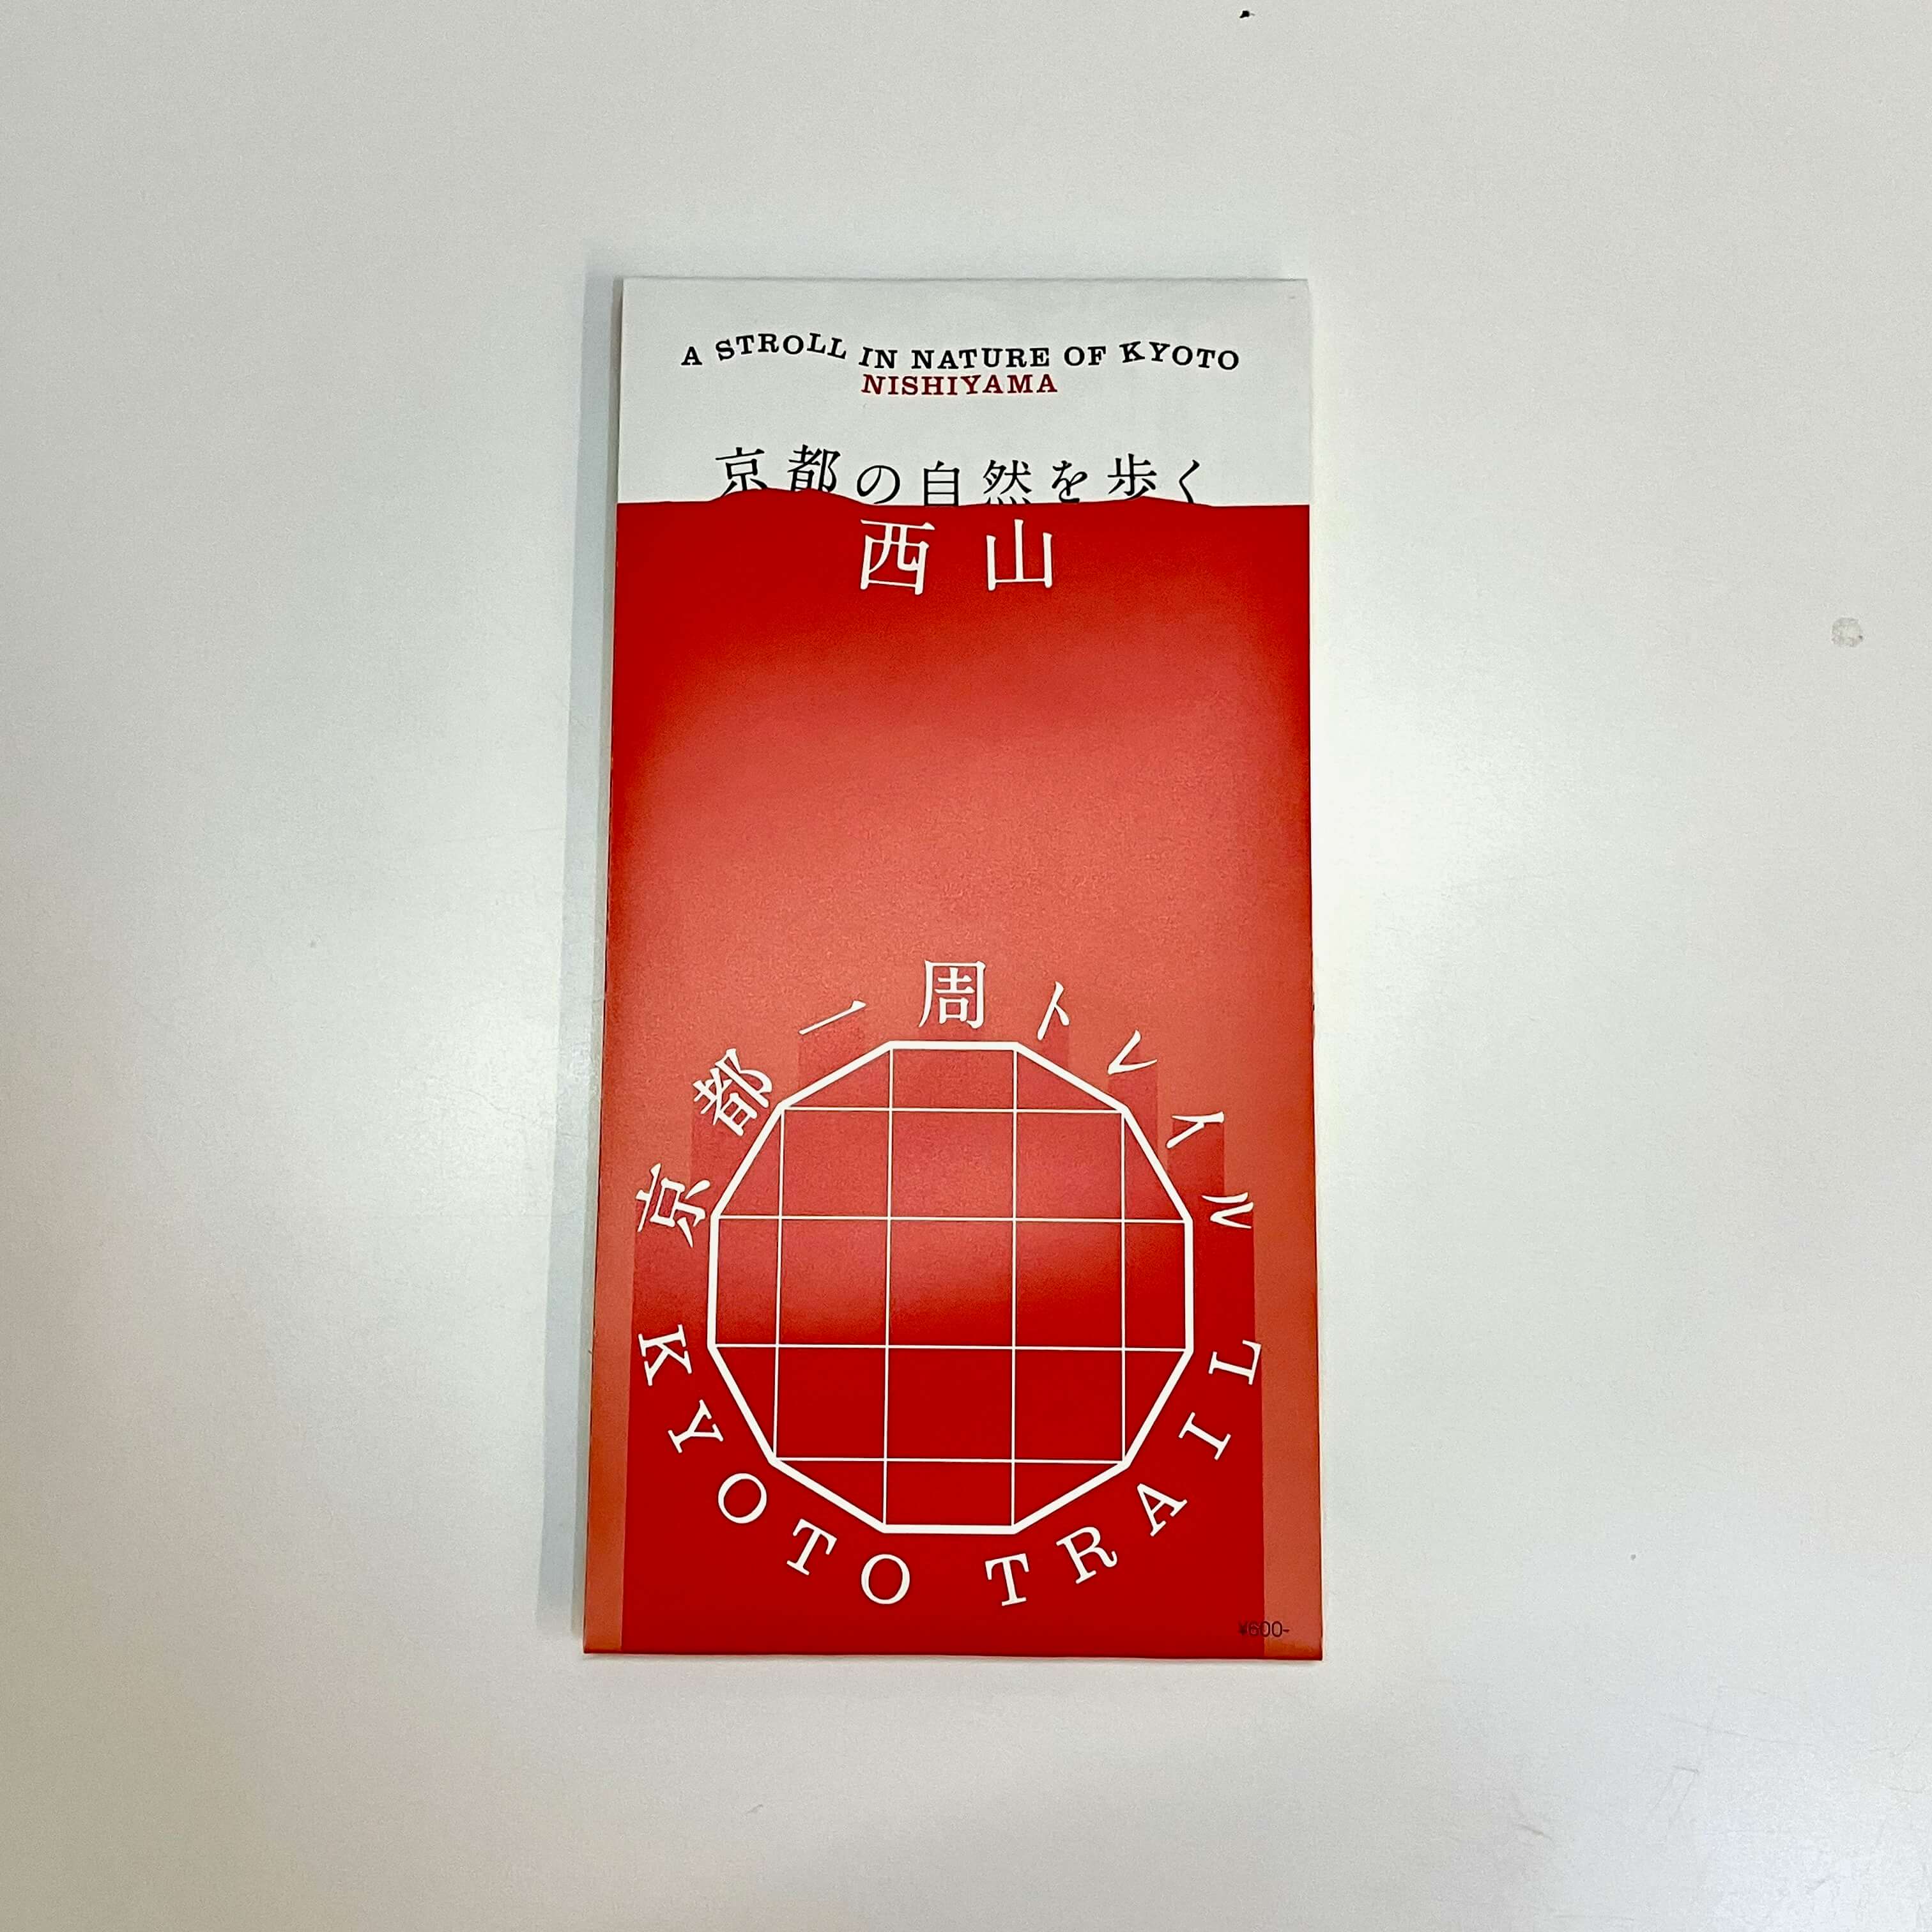 A STROLL IN NATURE OF KYOTO
NISHIYAMA
京都の自然を歩く
西山
京都一周トレイル
KYOTO TRAIL
¥600-